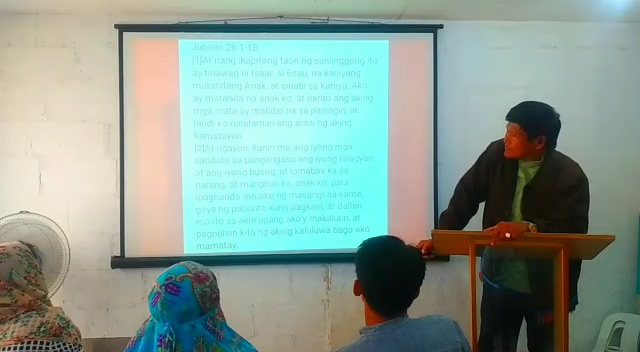 Jubileo 26:1-18
[1]At nang ikapitong taon ng sanlinggong ito
ay tinawag ni Isaac si Esau, na kaniyang
matandang Anak, at sinabi sa kaniya, Ako
ay matanda na anak ko, at narito ang aking
mga mata ay malabo na sa paningin, at
hindi ko nalalaman ang araw ng aking
kamatayan.
[2]At ngayon, kunin mo ang iyong mga
sandata sa pangangaso ang iyong lalagyan
at ang iyong busog, at lumabas ka sa
parang, at manghuli ka, anak ko, para
ipaghanda mo ako ng masarap na karne,
gaya ng paborito kong pagkain, at dalhin
mo ito sa akin upang ako'y makakain, at
pagpalain kita ng aking kaluluwa bago ako
mamatay.